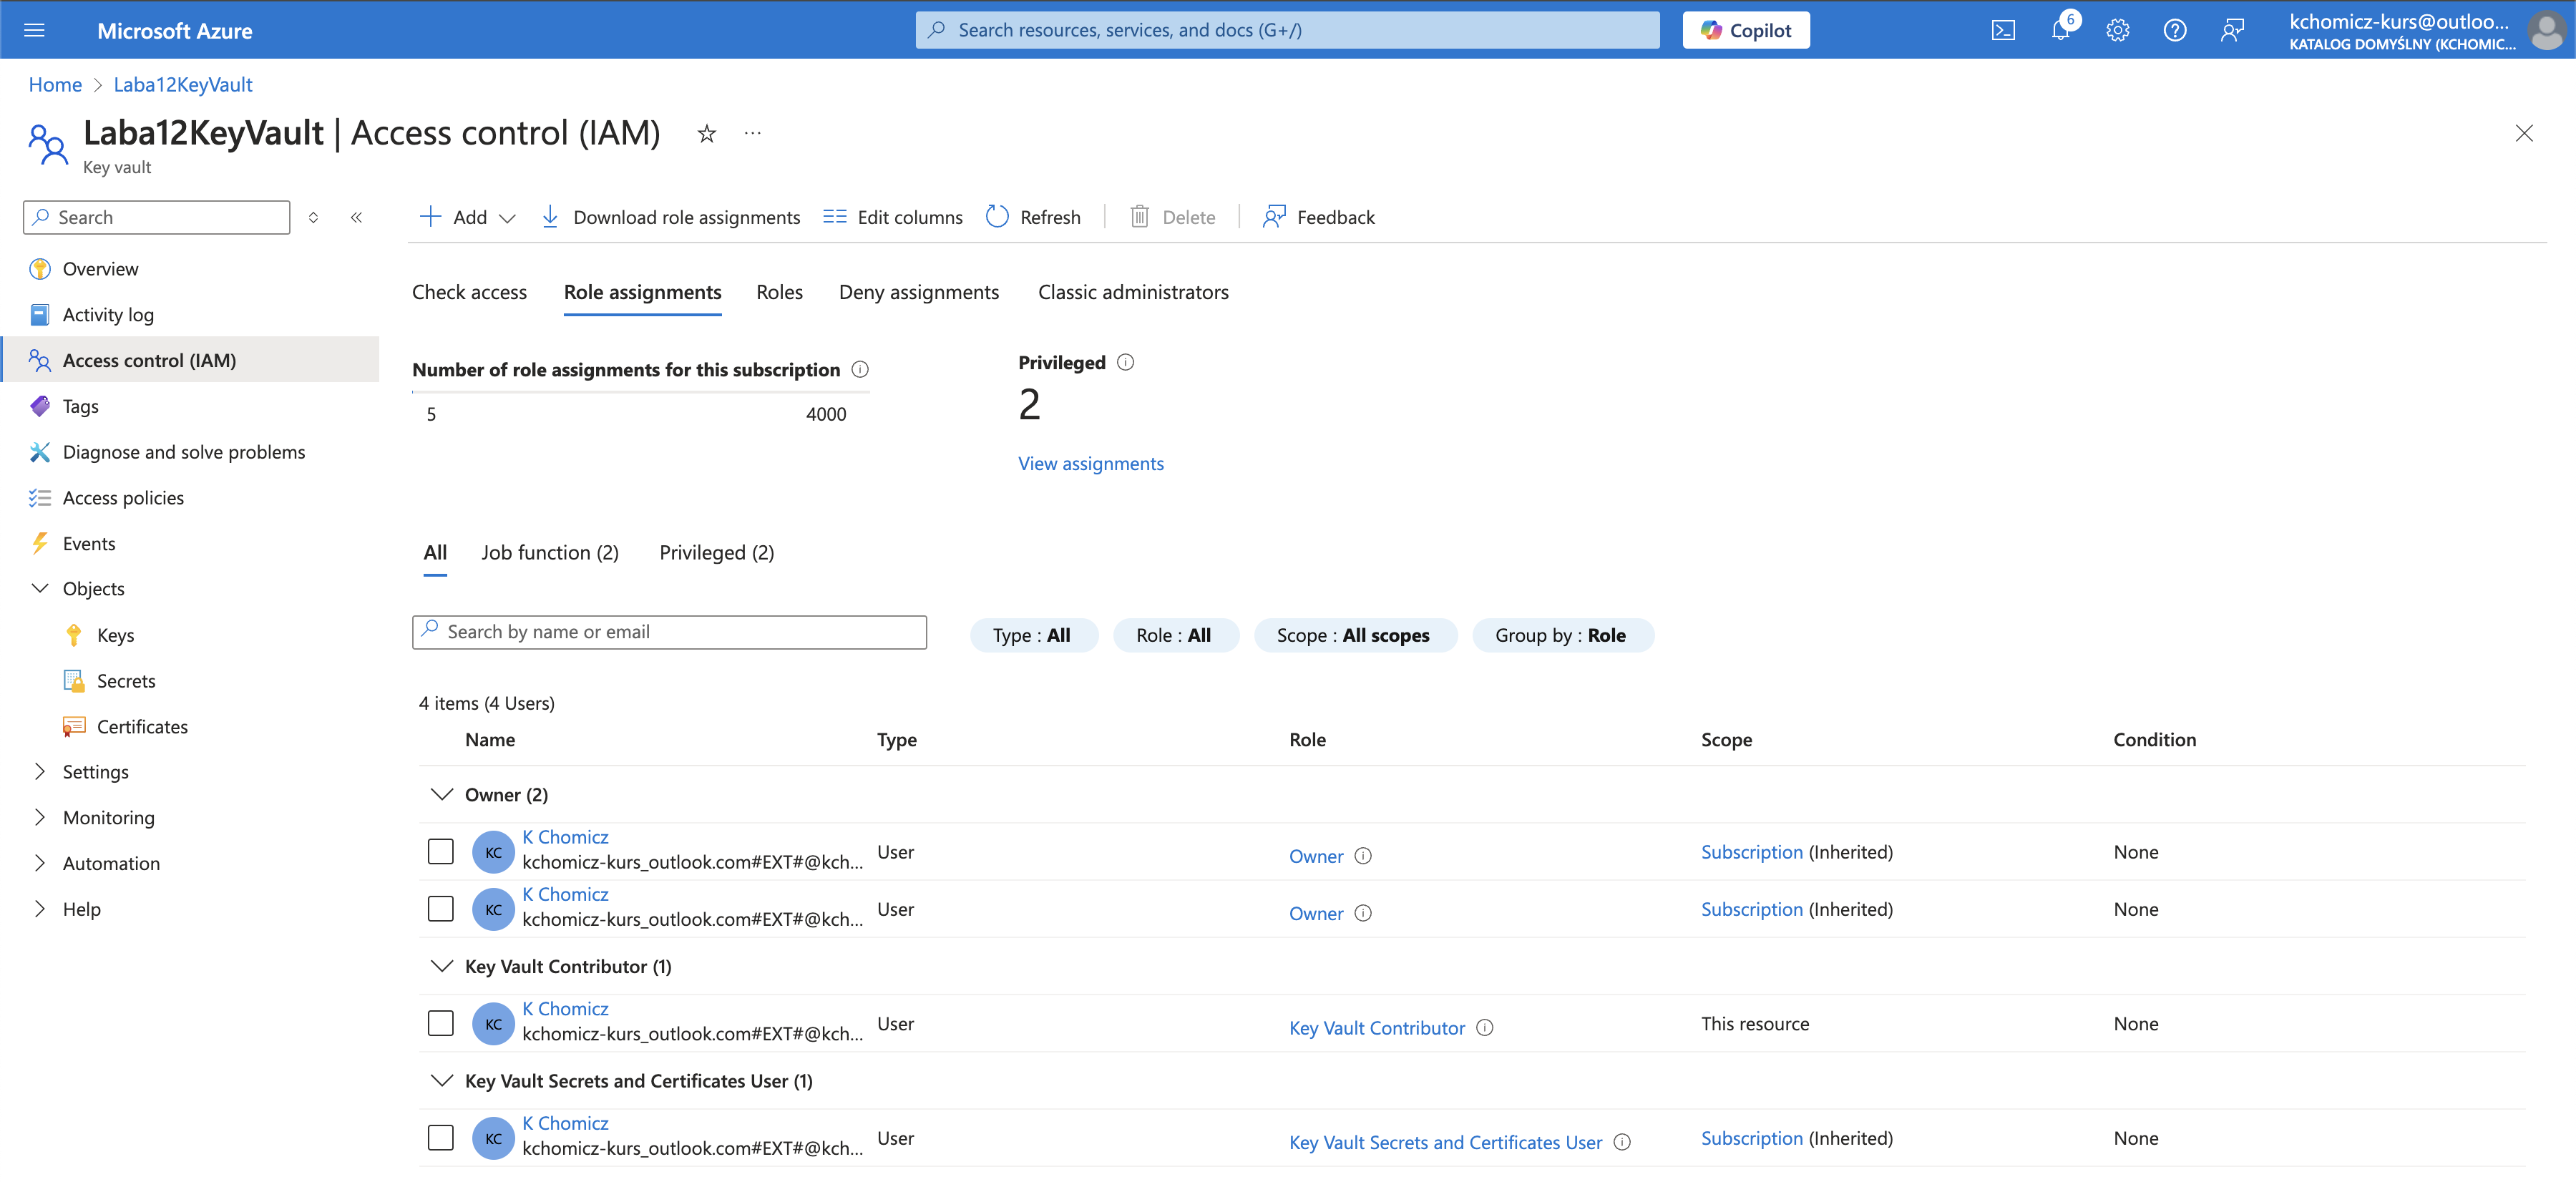 Microsoft Azure
Search resources, services, and docs (G+/)
Copilot
6
kchomicz-kurs@outloo...
KATALOG DOMYŚLNY (KCHOMIC...
Home > Laba12KeyVault
Laba12KeyVault | Access control (IAM)
Key vault
Search
Add
Download role assignments
Edit columns
Refresh
Delete
Feedback
Overview
Activity log
Access control (IAM)
Tags
Diagnose and solve problems
Access policies
Events
Objects
Keys
Secrets
Certificates
Settings
Monitoring
Automation
Help
Check access
Role assignments
Roles
Deny assignments
Classic administrators
Number of role assignments for this subscription
5 4000
Privileged
2
View assignments
All
Job function (2)
Privileged (2)
Search by name or email
Type : All
Role : All
Scope : All scopes
Group by : Role
4 items (4 Users)
Name Type Role Scope Condition
Owner (2)
KC K Chomicz
kchomicz-kurs_outlook.com#EXT#@kch... User Owner Subscription (Inherited) None
KC K Chomicz
kchomicz-kurs_outlook.com#EXT#@kch... User Owner Subscription (Inherited) None
Key Vault Contributor (1)
KC K Chomicz
kchomicz-kurs_outlook.com#EXT#@kch... User Key Vault Contributor This resource None
Key Vault Secrets and Certificates User (1)
KC K Chomicz
kchomicz-kurs_outlook.com#EXT#@kch... User Key Vault Secrets and Certificates User Subscription (Inherited) None